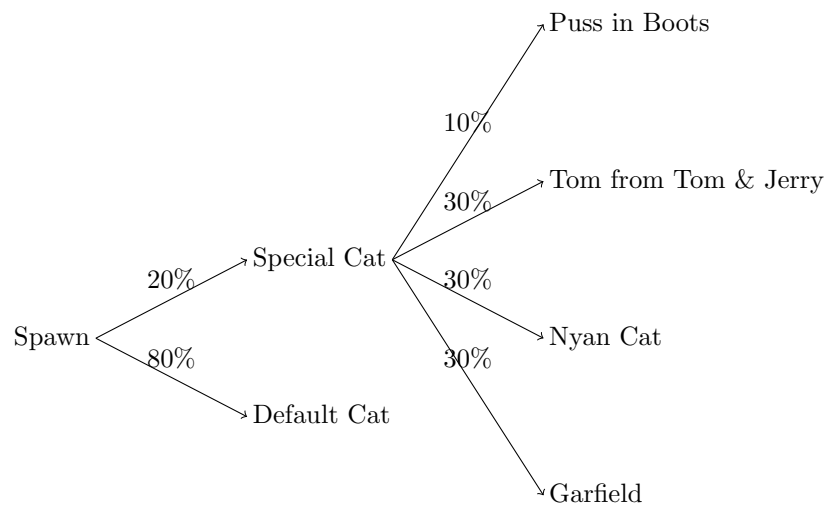 Puss in Boots
10%
Tom from Tom & Jerry
30%
Special Cat
20%
30%
Spawn
Nyan Cat
80%
30%
Default Cat
Garfield